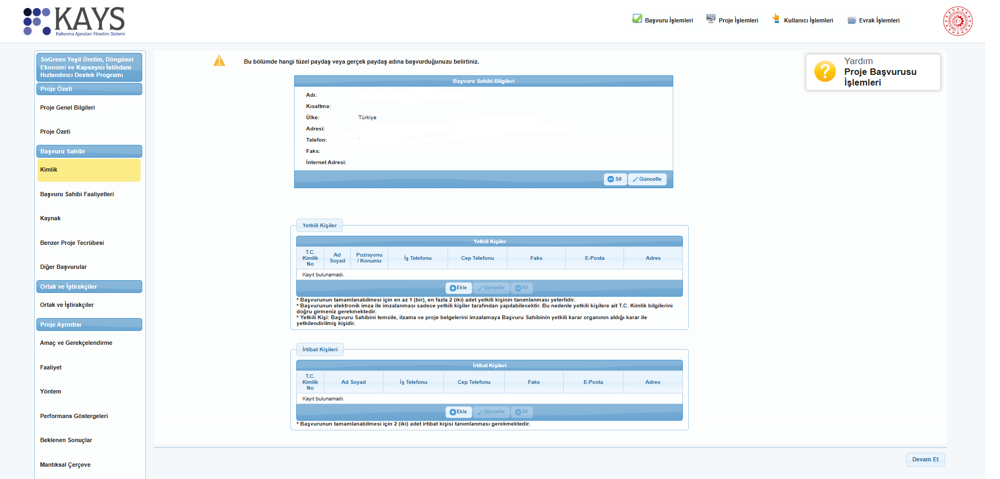 KAYS
Kalkınma Ajansları Yönetim Sistemi
Başvuru İşlemleri
Proje İşlemleri
Kullanıcı İşlemleri
Evrak İşlemleri
SoGreen Yeşil Üretim, Döngüsel
Ekonomi ve Kapsayıcı İstihdam
Hızlandırıcı Destek Programı
Proje Özeti
Proje Genel Bilgileri
Proje Özeti
Başvuru Sahibi
Kimlik
Başvuru Sahibi Faaliyetleri
Kaynak
Benzer Proje Tecrübesi
Diğer Başvurular
Ortak ve İştirakçiler
Ortak ve İştirakçiler
Proje Ayrıntısı
Amaç ve Gerekçelendirme
Faaliyet
Yöntem
Performans Göstergeleri
Beklenen Sonuçlar
Mantıksal Çerçeve
Bu bölümde hangi tüzel paydaş veya gerçek paydaş adına başvurduğunuzu belirtiniz.
Yardım
Proje Başvurusu
İşlemleri
Başvuru Sahibi Bilgileri
Adı:
Kısaltma:
Ülke: Türkiye
Adresi:
Telefon:
Faks:
İnternet Adresi:
Sil Güncelle
Yetkili Kişiler
Yetkili Kişiler
T.C. Kimlik No Ad Soyad Pozisyonu / Konumu İş Telefonu Cep Telefonu Faks E-Posta Adres
Kayıt bulunamadı.
Ekle Güncelle Sil
* Başvurunun tamamlanabilmesi için en az 1 (bir), en fazla 2 (iki) adet yetkili kişinin tanımlanması yeterlidir.
* Başvurunun elektronik imza ile imzalanması sadece yetkili kişiler tarafından yapılabilecektir. Bu nedenle yetkili kişilere ait T.C. Kimlik bilgilerini
doğru girmeniz gerekmektedir.
* Yetkili Kişi: Başvuru Sahibini temsile, ilzama ve proje belgelerini imzalamaya Başvuru Sahibinin yetkili karar organının aldığı karar ile
yetkilendirilmiş kişidir.
İrtibat Kişileri
İrtibat Kişileri
T.C. Kimlik No Ad Soyad İş Telefonu Cep Telefonu Faks E-Posta Adres
Kayıt bulunamadı.
Ekle Güncelle Sil
* Başvurunun tamamlanabilmesi için 2 (iki) adet irtibat kişisi tanımlanması gerekmektedir.
Devam Et